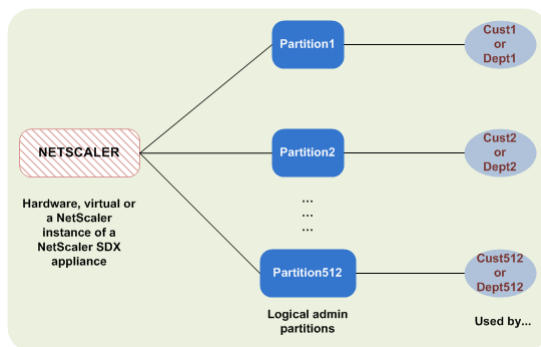 NETSCALER
Hardware, virtual or
a NetScaler
instance of a
NetScaler SDX
appliance
Partition1
Partition2
...
...
...
Partition512
Logical admin
partitions
Cust1
or
Dept1
Cust2
or
Dept2
Cust512
or
Dept512
Used by...